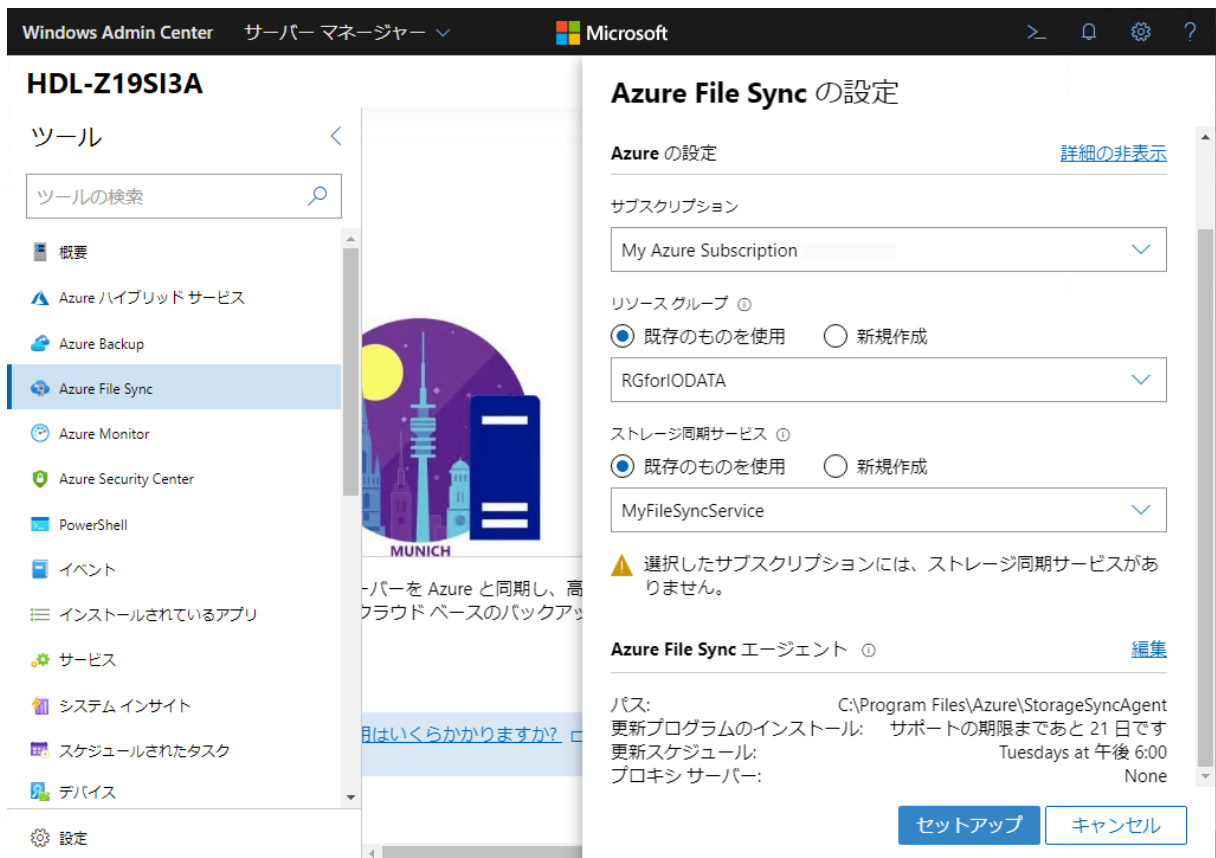 Windows Admin Center サーバー マネージャー Microsoft
HDL-Z19SI3A
ツール
ツールの検索
概要
Azure ハイブリッド サービス
Azure Backup
Azure File Sync
Azure Monitor
Azure Security Center
PowerShell
イベント
インストールされているアプリ
サービス
システム インサイト
スケジュールされたタスク
デバイス
設定
MUNICH
ーバーを Azure と同期し、高
クラウド ベースのバックアッ
用はいくらかかりますか?
Azure File Sync の設定
Azure の設定 詳細の非表示
サブスクリプション
My Azure Subscription
リソース グループ
既存のものを使用 新規作成
RGforIODATA
ストレージ同期サービス
既存のものを使用 新規作成
MyFileSyncService
選択したサブスクリプションには、ストレージ同期サービスがあ
りません。
Azure File Sync エージェント 編集
パス: C:\Program Files\Azure\StorageSyncAgent
更新プログラムのインストール: サポートの期限まであと 21 日です
更新スケジュール: Tuesdays at 午後 6:00
プロキシ サーバー: None
セットアップ キャンセル